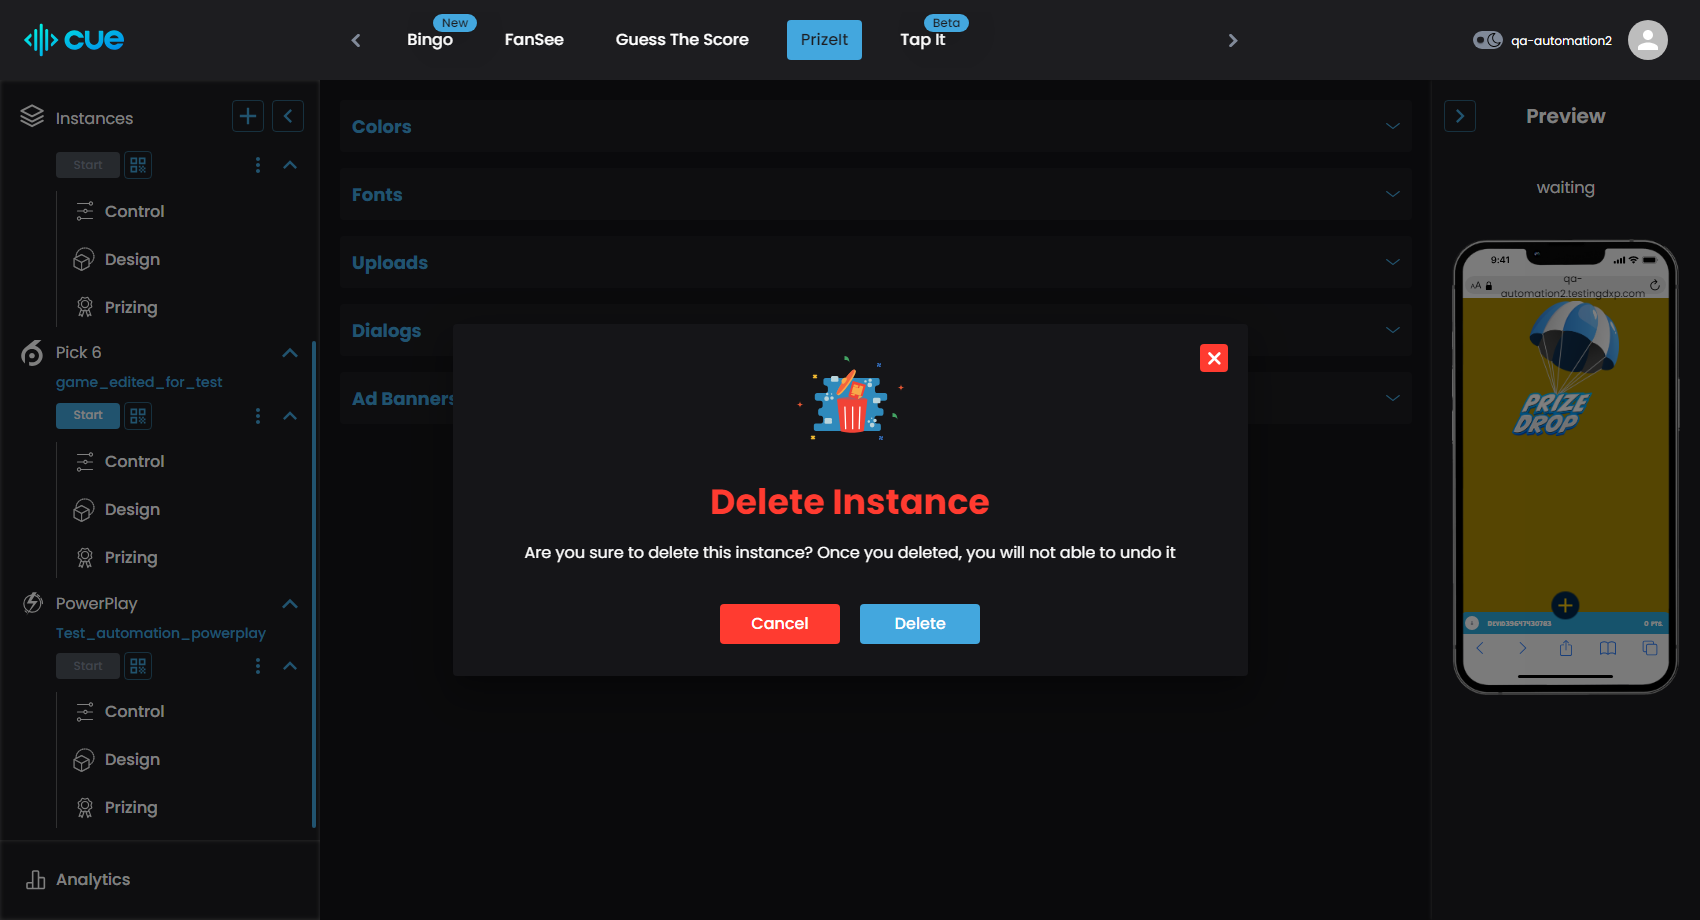 cue
New
Bingo
FanSee
Guess The Score
PrizeIt
Beta
Tap It
qa-automation2
Instances
Start
Control
Design
Prizing
Pick 6
game_edited_for_test
Start
Control
Design
Prizing
PowerPlay
Test_automation_powerplay
Start
Control
Design
Prizing
Analytics
Colors
Fonts
Uploads
Dialogs
Ad Banners
Delete Instance
Are you sure to delete this instance? Once you deleted, you will not able to undo it
Cancel
Delete
Preview
waiting
9:41
AA
qa-
automation2.testingdxp.com
PRIZE
DROP
0 PTS.